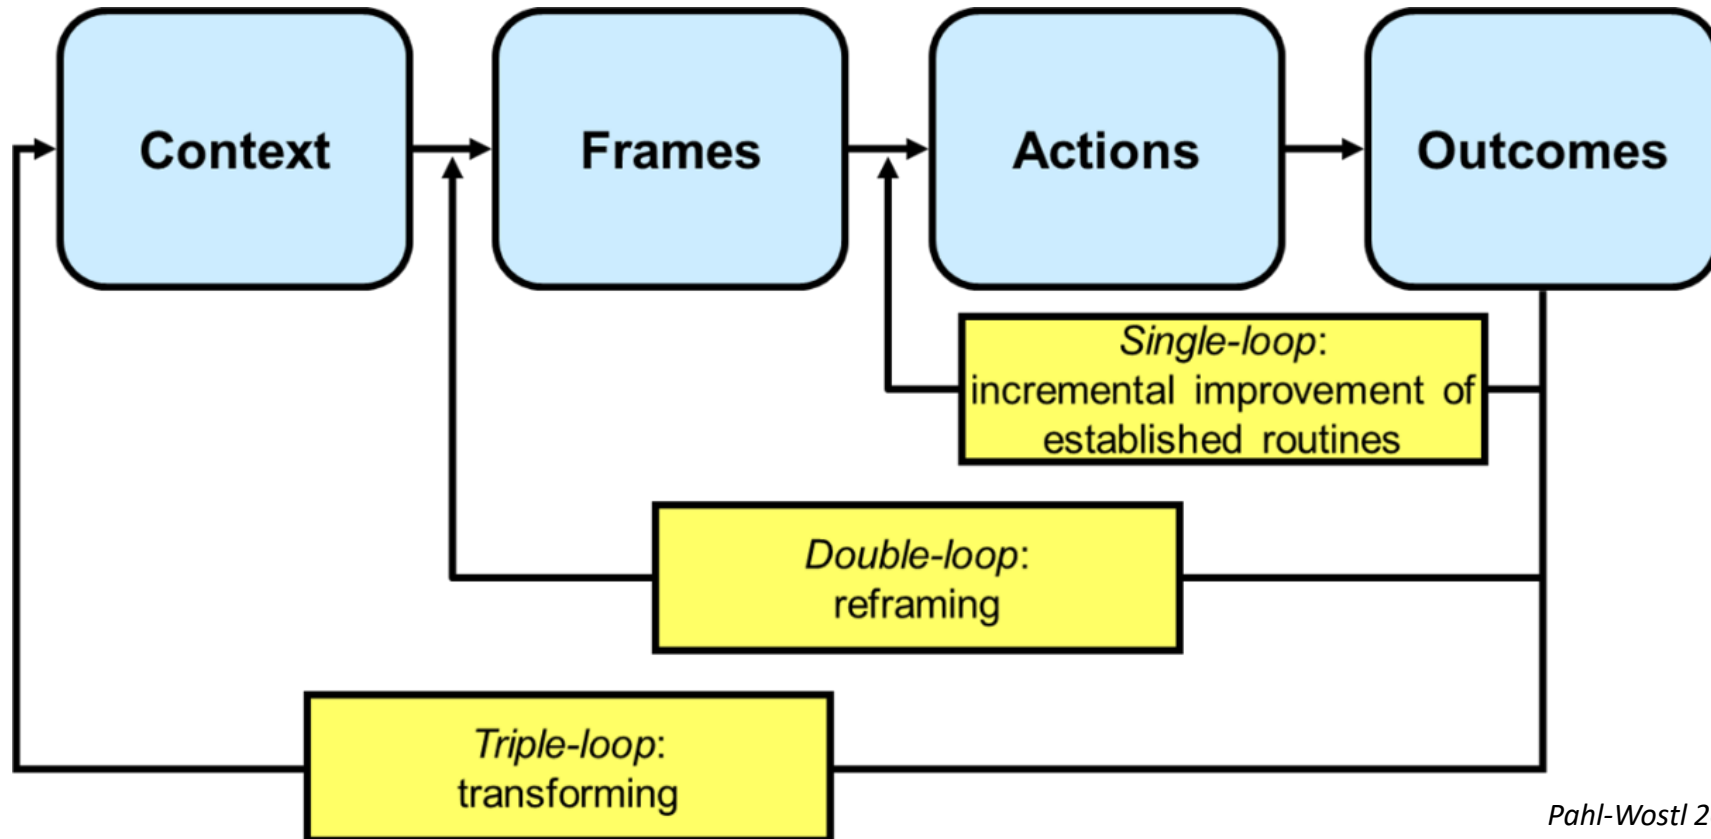 Context
Frames
Actions
Outcomes
Single-loop:
incremental improvement of
established routines
Double-loop:
reframing
Triple-loop:
transforming
Pahl-Wostl 2